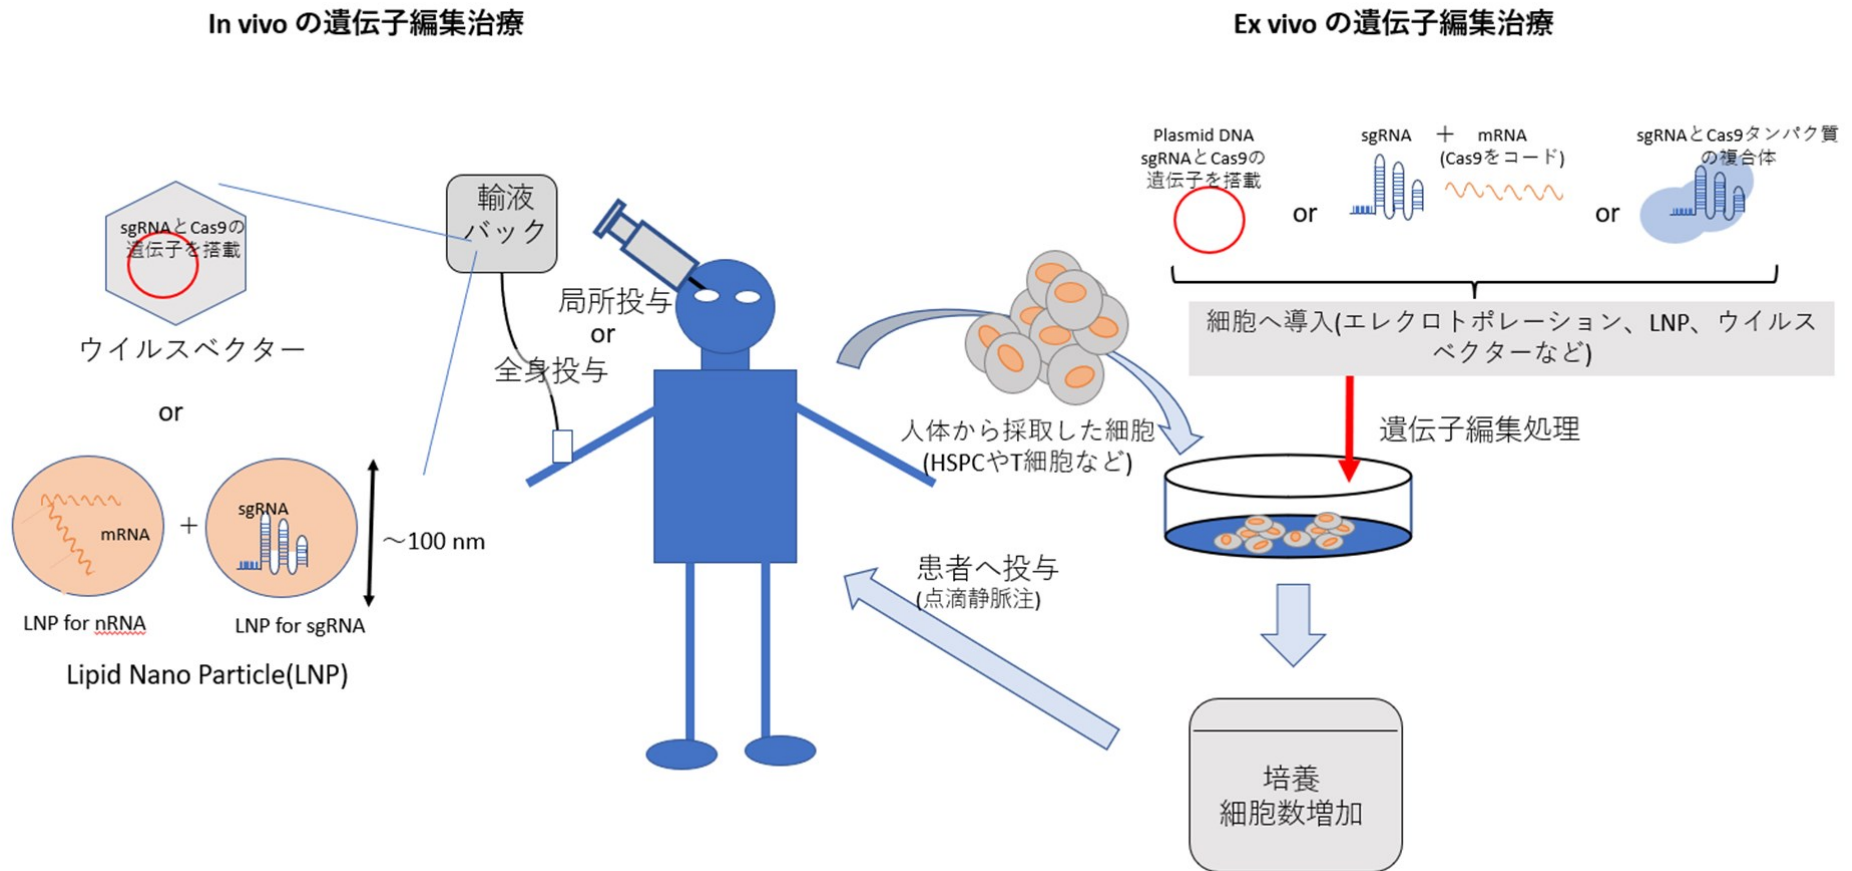 In vivo の遺伝子編集治療
sgRNAとCas9の
遺伝子を搭載
ウイルスベクター
or
mRNA
+
sgRNA
～100 nm
LNP for nRNA
LNP for sgRNA
Lipid Nano Particle(LNP)
輸液
バック
局所投与
or
全身投与
Ex vivo の遺伝子編集治療
Plasmid DNA
sgRNAとCas9の
遺伝子を搭載
or
sgRNA ＋ mRNA
(Cas9をコード)
or
sgRNAとCas9タンパク質
の複合体
細胞へ導入(エレクロトポレーション、LNP、ウイルス
ベクターなど)
遺伝子編集処理
人体から採取した細胞
(HSPCやT細胞など)
患者へ投与
(点滴静脈注)
培養
細胞数増加